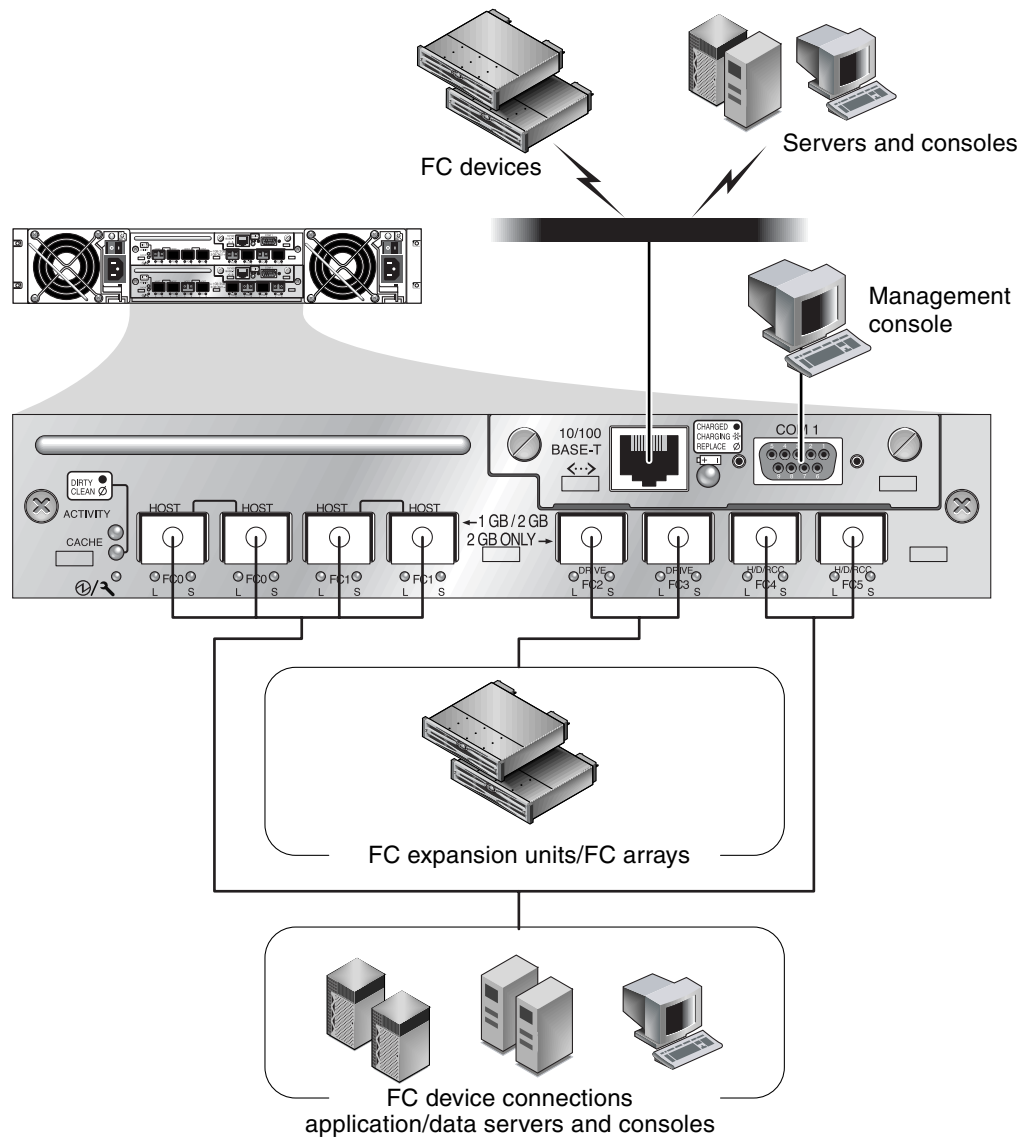 FC devices
Servers and consoles
Management
console
10/100
BASE-T
<··>
CHARGED
CHARGING
REPLACE Ø
+ -
COM 1
DIRTY
CLEAN Ø
ACTIVITY
CACHE
HOST HOST HOST HOST
←1 GB / 2 GB
2 GB ONLY→
FC0 FC0 FC1 FC1
L S L S L S L S
DRIVE DRIVE H/D/RCC H/D/RCC
FC2 FC3 FC4 FC5
L S L S L S L S
FC expansion units/FC arrays
FC device connections
application/data servers and consoles